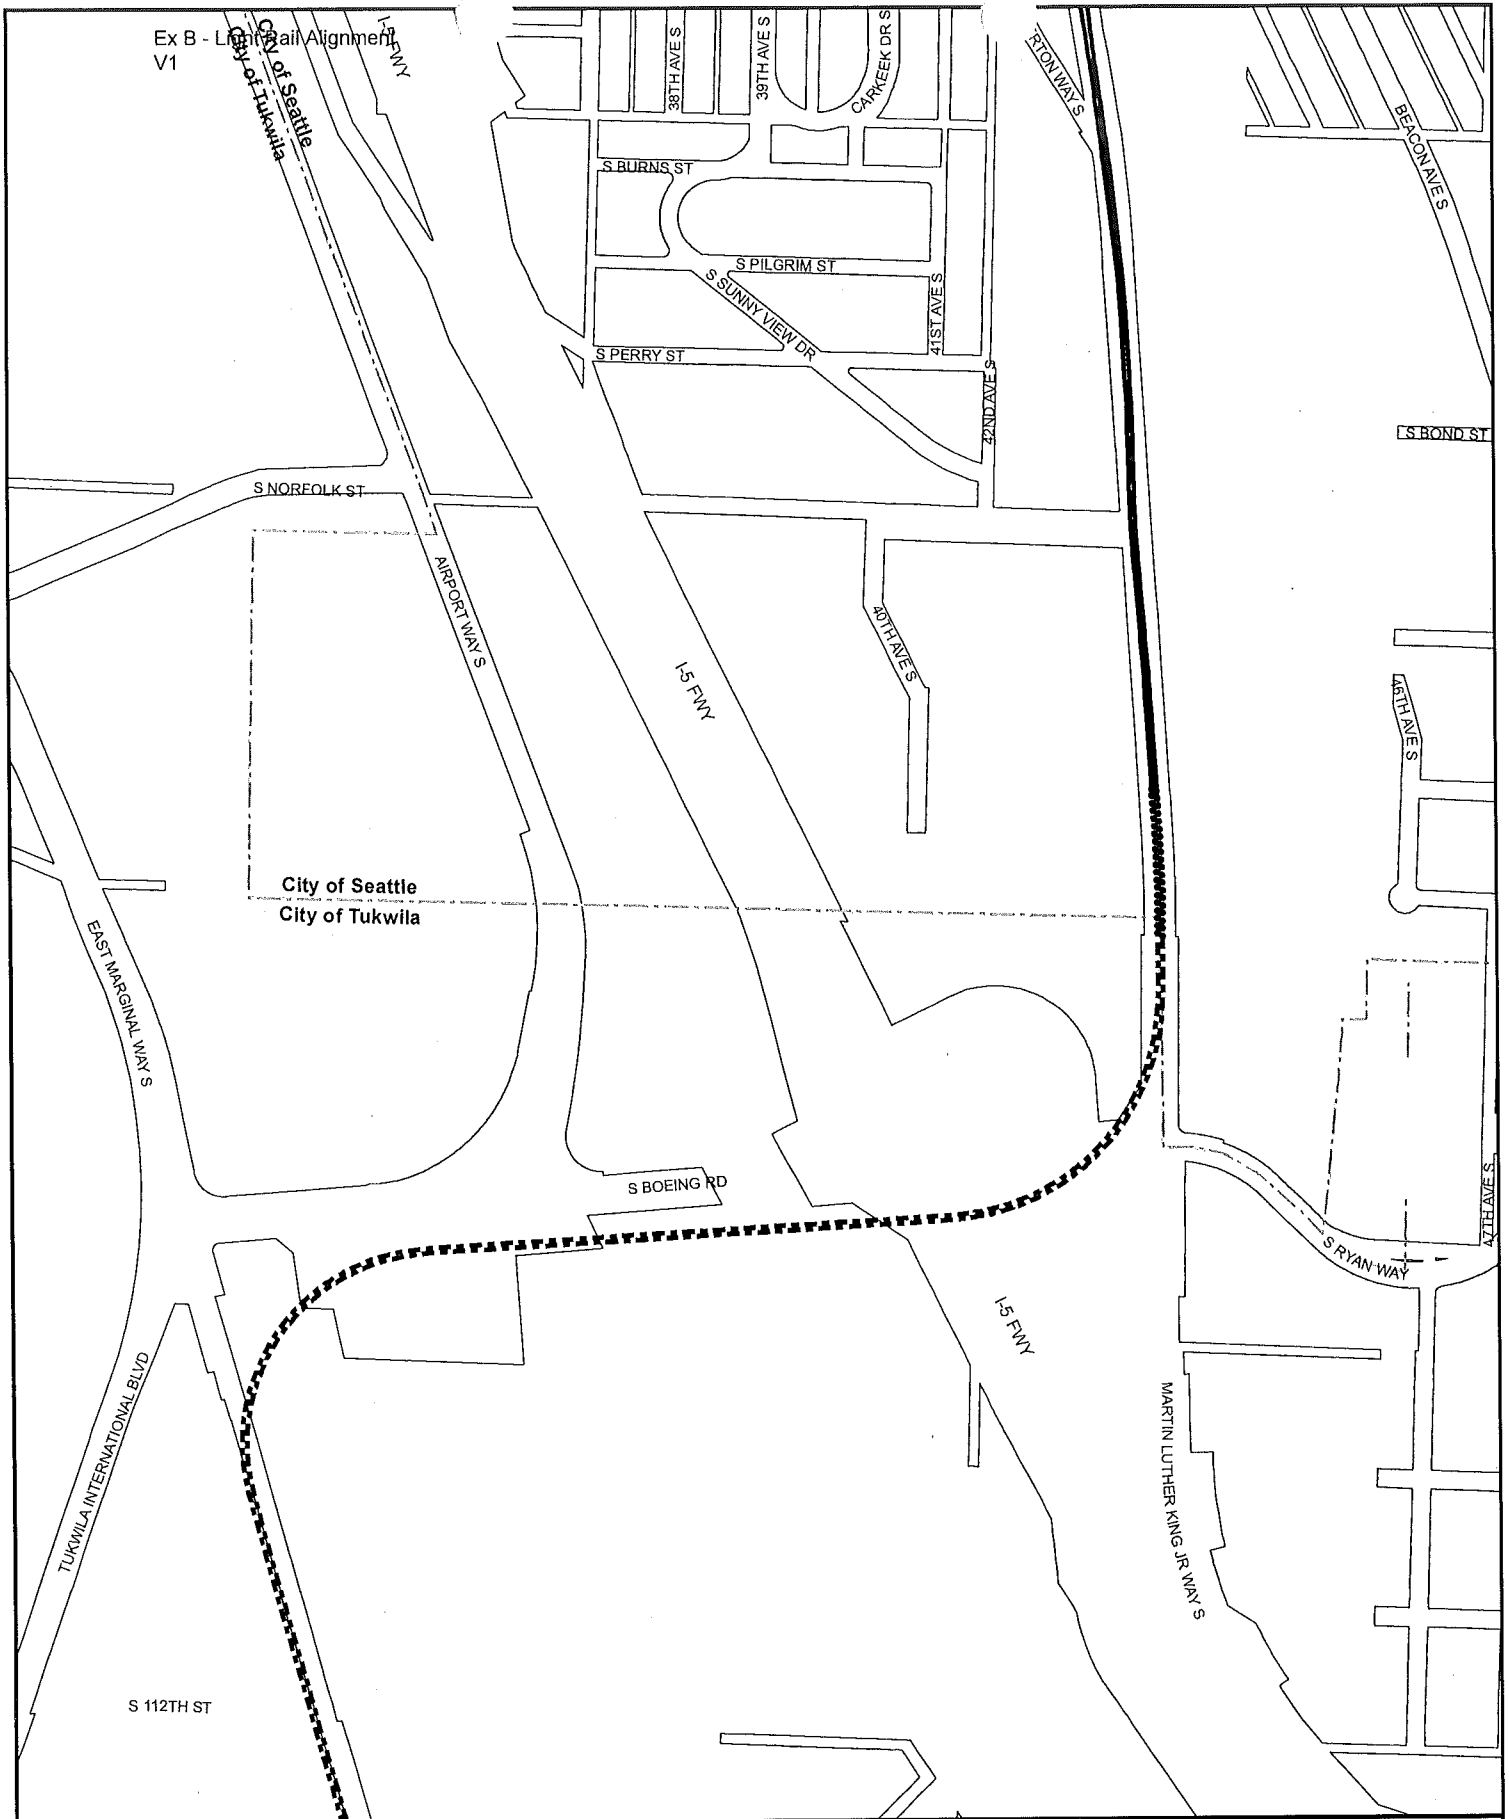 Ex B - Light Rail Alignment
V1
City of Seattle
City of Tukwila
I-5 FWY
38TH AVE S
39TH AVE S
CARKEEK DR S
RTON WAY S
BEACON AVE S
S BURNS ST
S PILGRIM ST
S SUNNY VIEW DR
41ST AVE S
S PERRY ST
42ND AVE S
S BOND ST
S NORFOLK ST
AIRPORT WAY S
40TH AVE S
I-5 FWY
46TH AVE S
City of Seattle
City of Tukwila
EAST MARGINAL WAY S
S BOEING RD
47TH AVE S
S RYAN WAY
I-5 FWY
TUKWILA INTERNATIONAL BLVD
MARTIN LUTHER KING JR WAY S
S 112TH ST